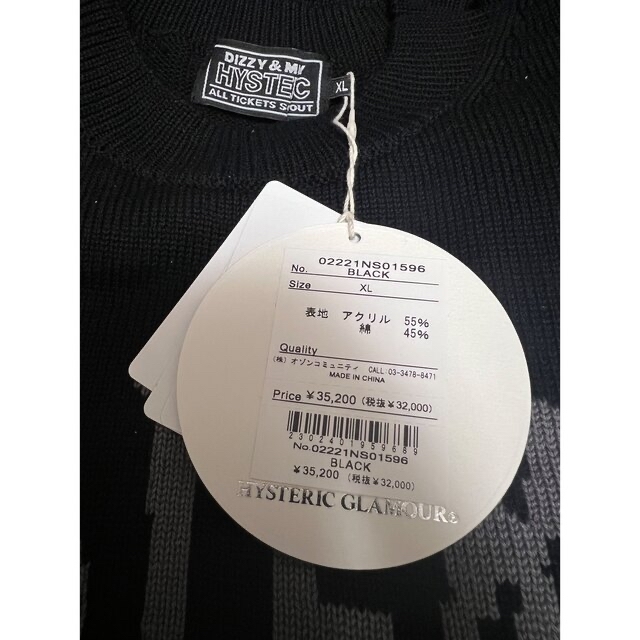 DIZZY & MY
HYSTEC
ALL TICKETS S/OUT
XL
No. 02221NS01596
BLACK
Size XL
表地 アクリル 55%
綿 45%
Quality
(株) オゾンコミュニティ CALL: 03-3478-8471
MADE IN CHINA
Price ¥35,200 (税抜¥32,000)
2302401959689
No.02221NS01596
BLACK
¥35,200 (税抜¥32,000)
HYSTERIC GLAMOUR